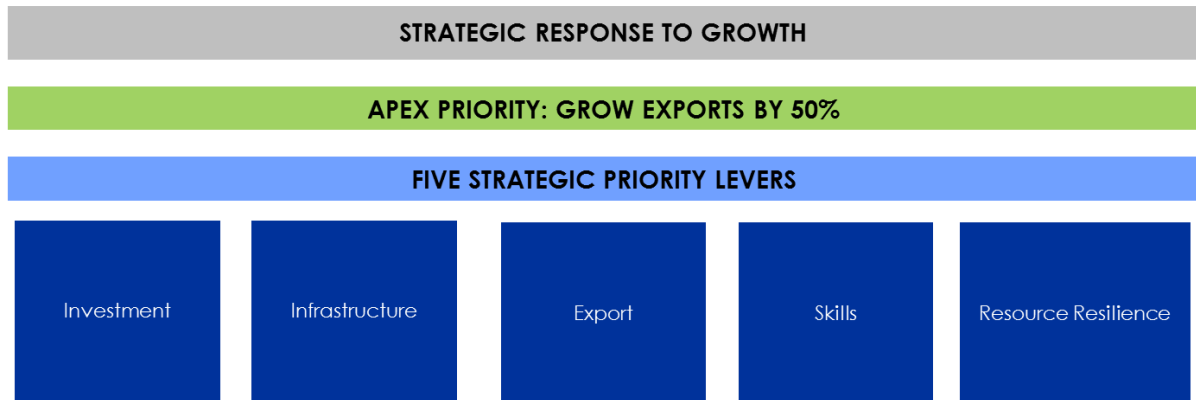 STRATEGIC RESPONSE TO GROWTH
APEX PRIORITY: GROW EXPORTS BY 50%
FIVE STRATEGIC PRIORITY LEVERS
Investment
Infrastructure
Export
Skills
Resource Resilience